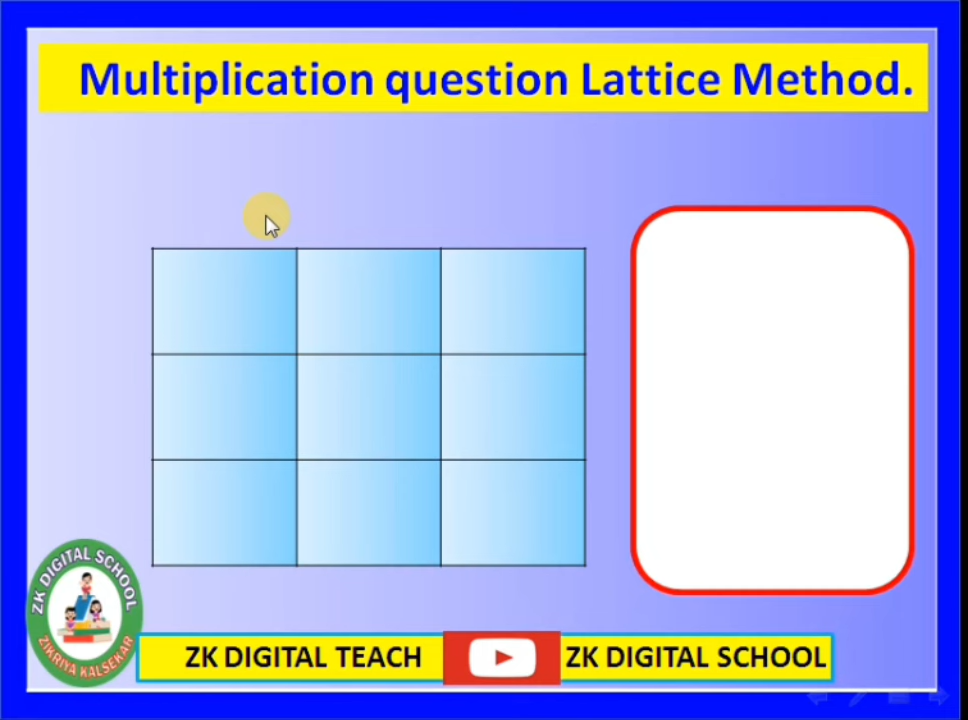 Multiplication question Lattice Method.
ZK DIGITAL SCHOOL
ZIKRIYA KALSEKAR
ZK DIGITAL TEACH
ZK DIGITAL SCHOOL